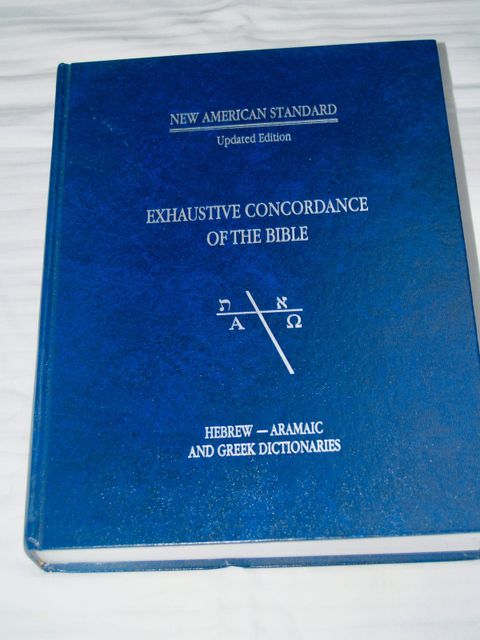 NEW AMERICAN STANDARD
Updated Edition
EXHAUSTIVE CONCORDANCE
OF THE BIBLE
ת א
Α Ω
HEBREW — ARAMAIC
AND GREEK DICTIONARIES